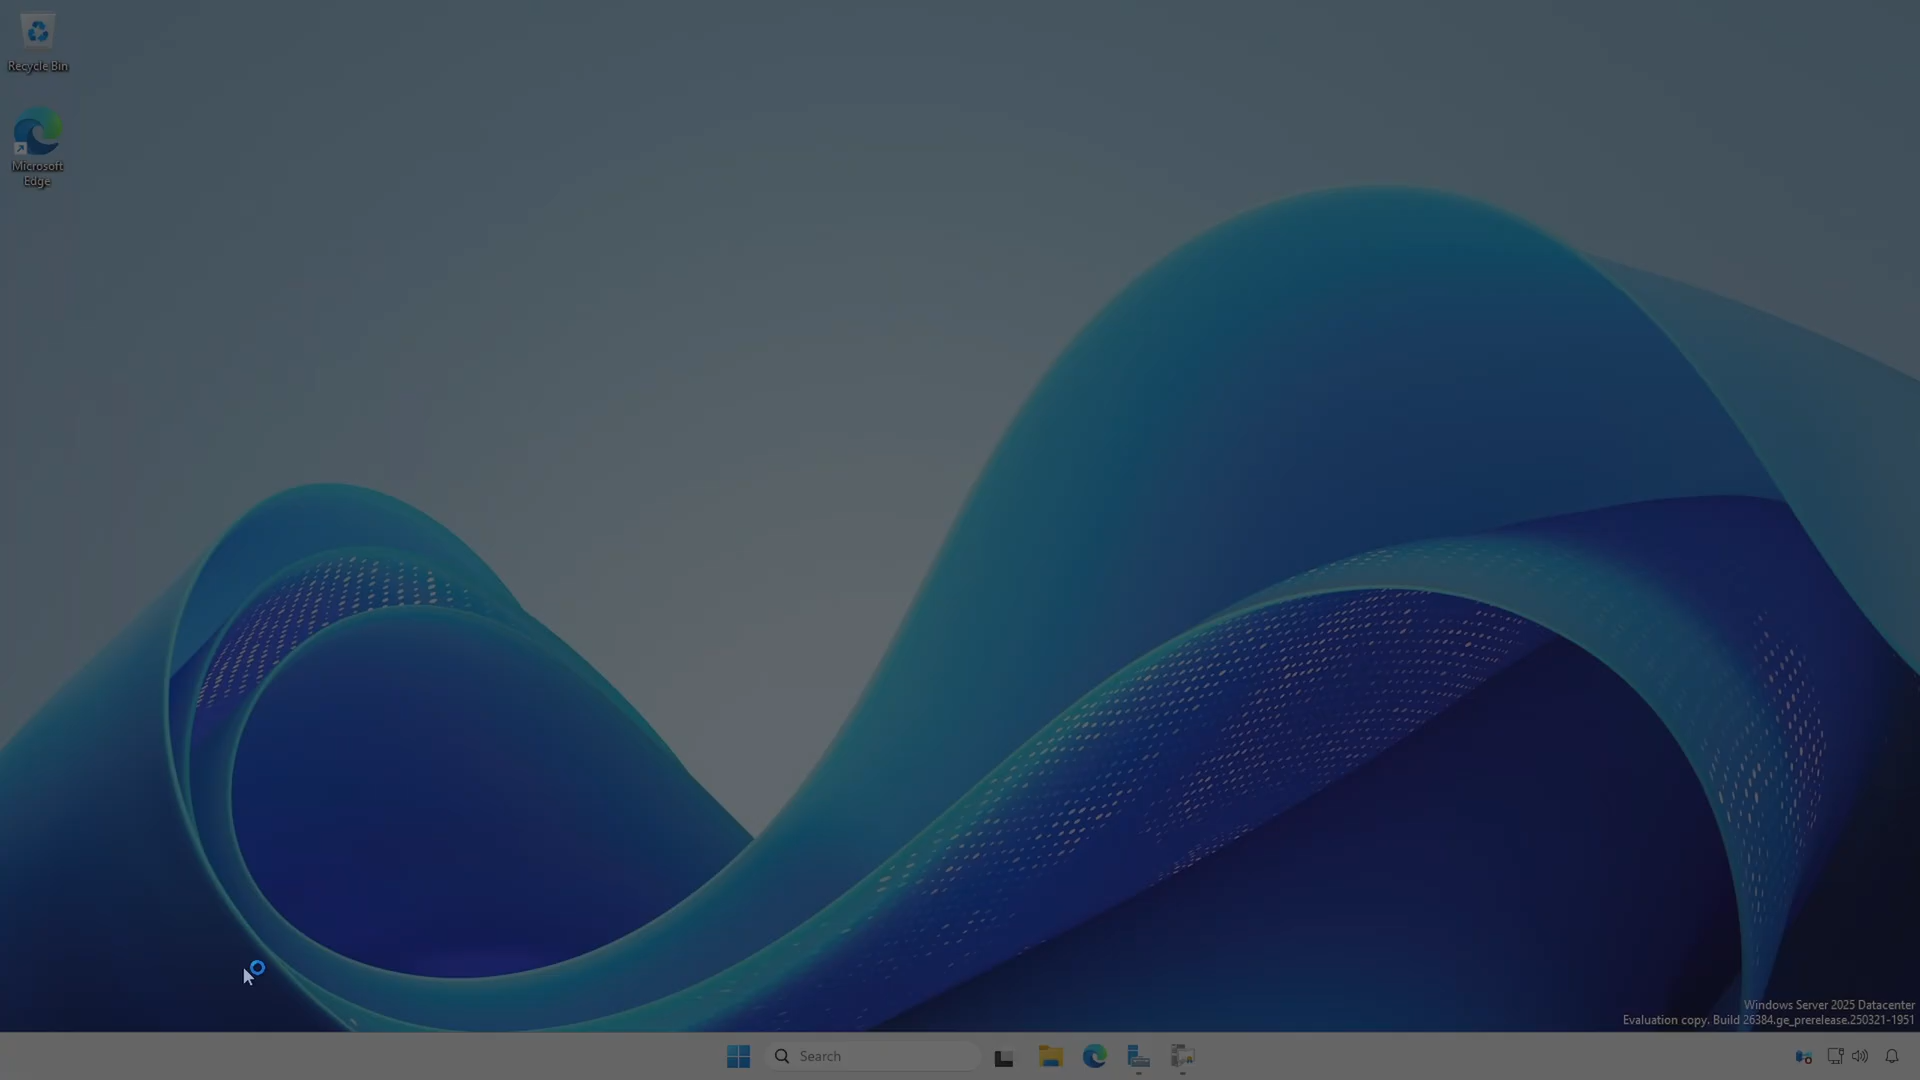 Recycle Bin
Microsoft
Edge
Windows Server 2025 Datacenter
Evaluation copy. Build 26384.ge_prerelease.250321-1951
Search